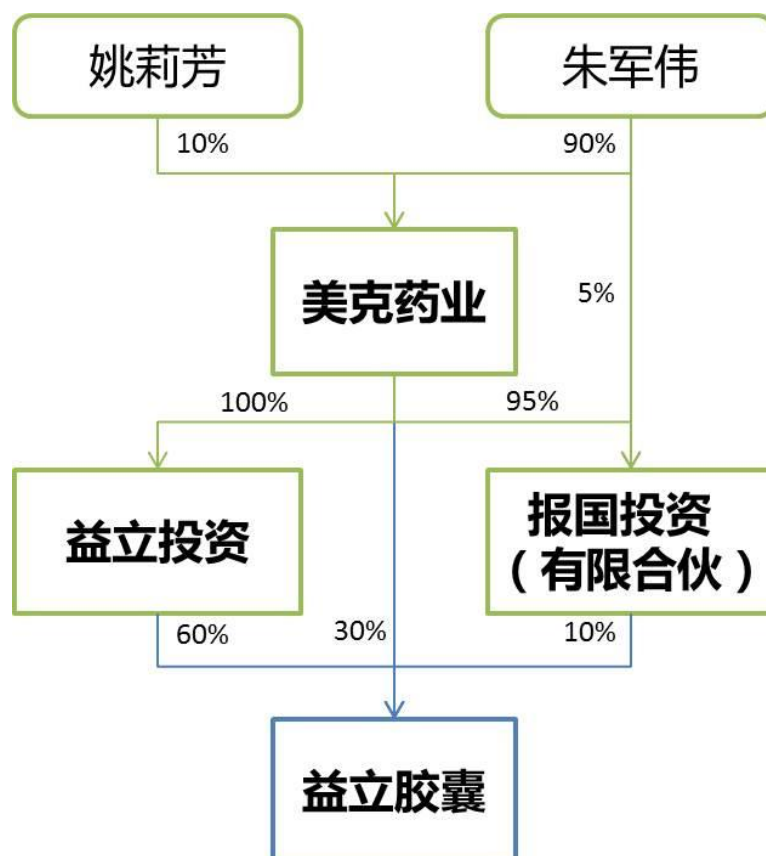 姚莉芳
朱军伟
10%
90%
美克药业
5%
100%
95%
益立投资
报国投资
（有限合伙）
60%
30%
10%
益立胶囊